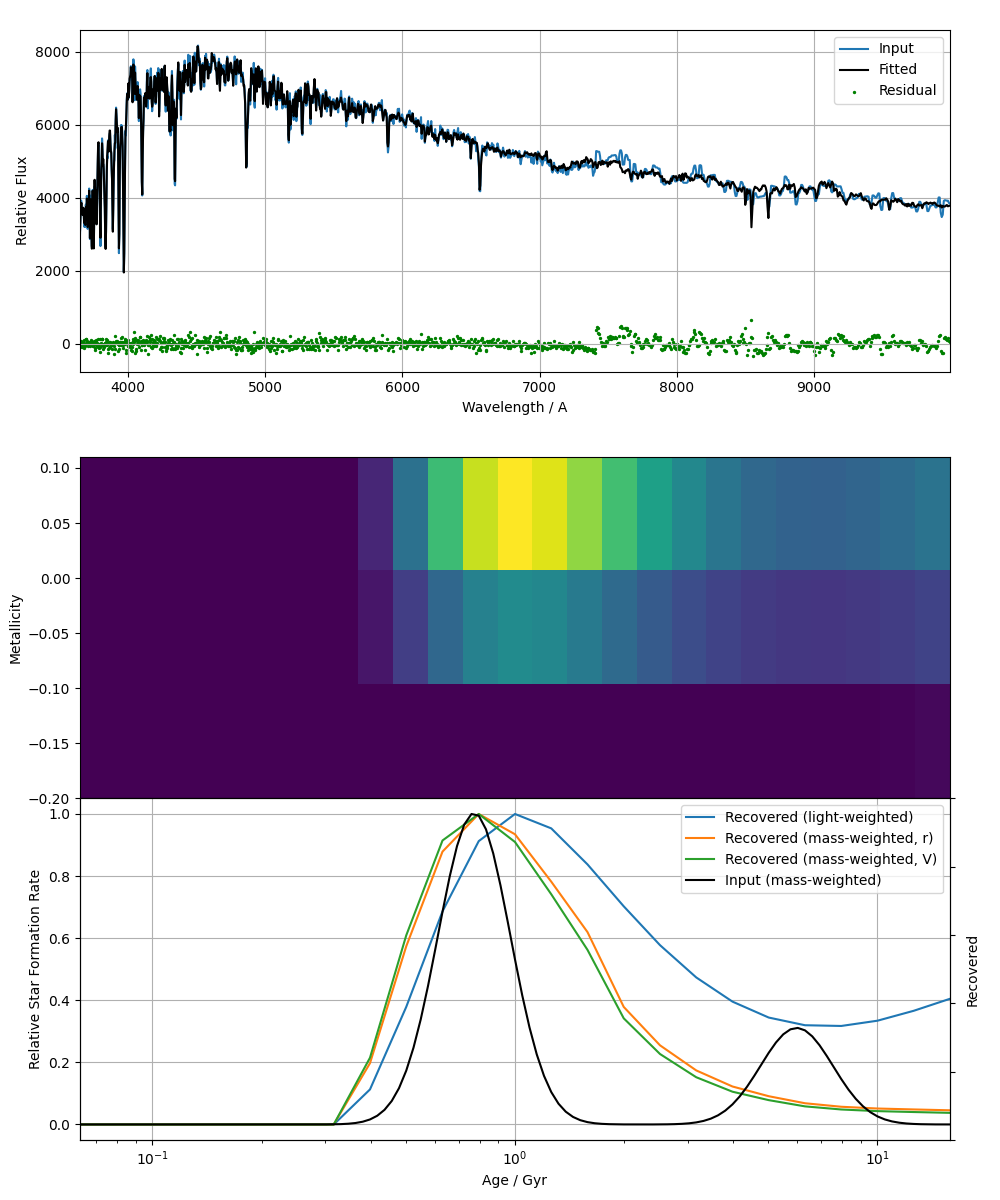 8000
6000
4000
2000
0
Relative Flux
Input
Fitted
Residual
4000 5000 6000 7000 8000 9000
Wavelength / A
0.10
0.05
0.00
−0.05
−0.10
−0.15
−0.20
Metallicity
1.0
0.8
0.6
0.4
0.2
0.0
Relative Star Formation Rate
Recovered (light-weighted)
Recovered (mass-weighted, r)
Recovered (mass-weighted, V)
Input (mass-weighted)
Recovered
10⁻¹ 10⁰ 10¹
Age / Gyr